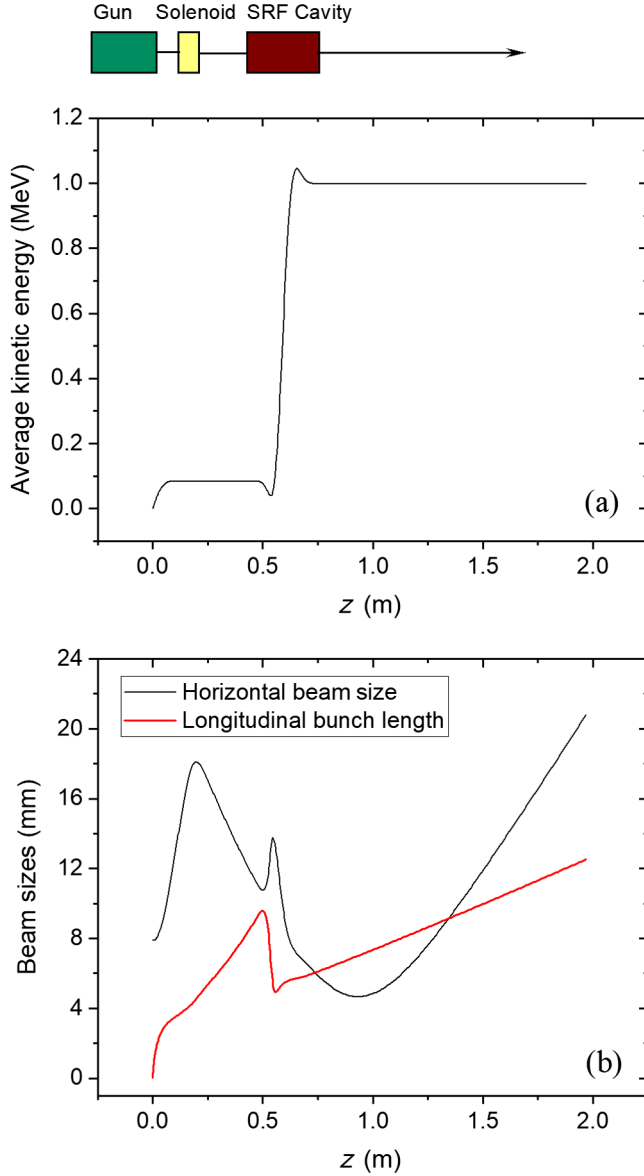 Gun Solenoid SRF Cavity
1.2
1.0
0.8
0.6
0.4
0.2
0.0
Average kinetic energy (MeV)
(a)
0.0 0.5 1.0 1.5 2.0
z (m)
24
20
16
12
8
4
0
Beam sizes (mm)
Horizontal beam size
Longitudinal bunch length
(b)
0.0 0.5 1.0 1.5 2.0
z (m)